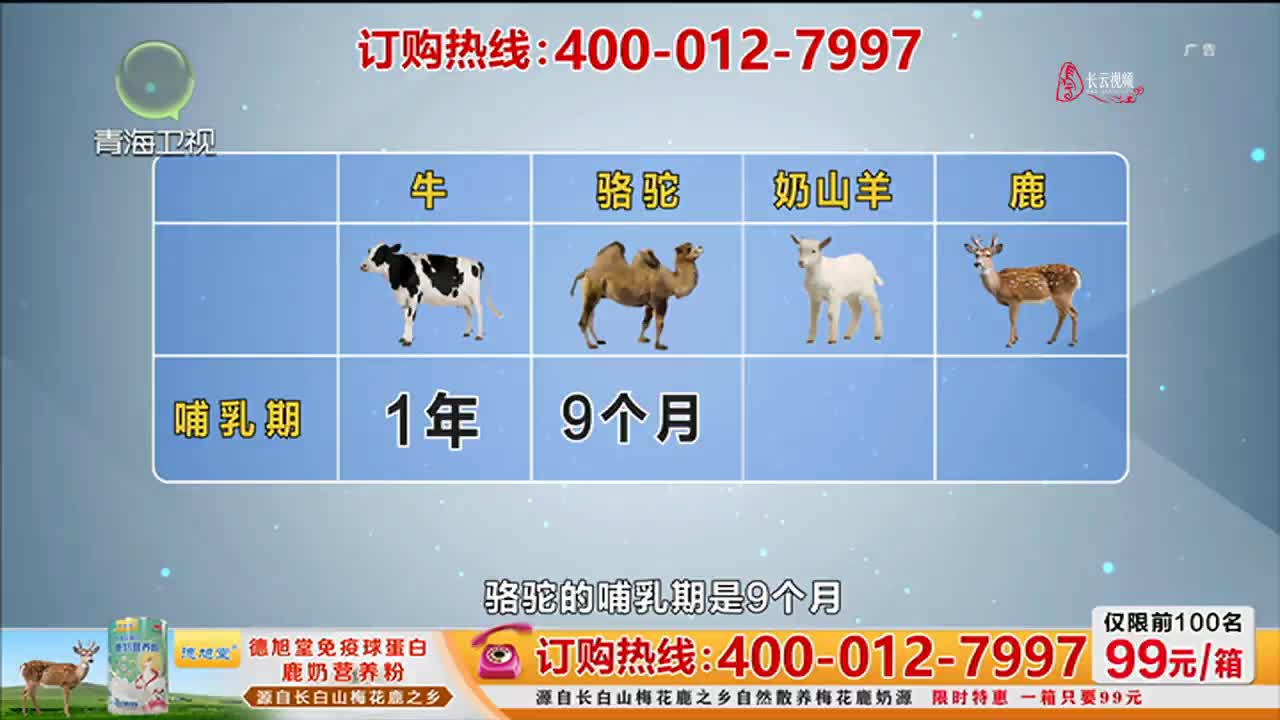 订购热线:400-012-7997
广告
长云视频
青海卫视
牛 骆驼 奶山羊 鹿
哺乳期 1年 9个月
骆驼的哺乳期是9个月
德旭堂
德旭堂免疫球蛋白
鹿奶营养粉
源自长白山梅花鹿之乡
订购热线:400-012-7997
仅限前100名
99元/箱
源自长白山梅花鹿之乡自然散养梅花鹿奶源 限时特惠 一箱只要99元